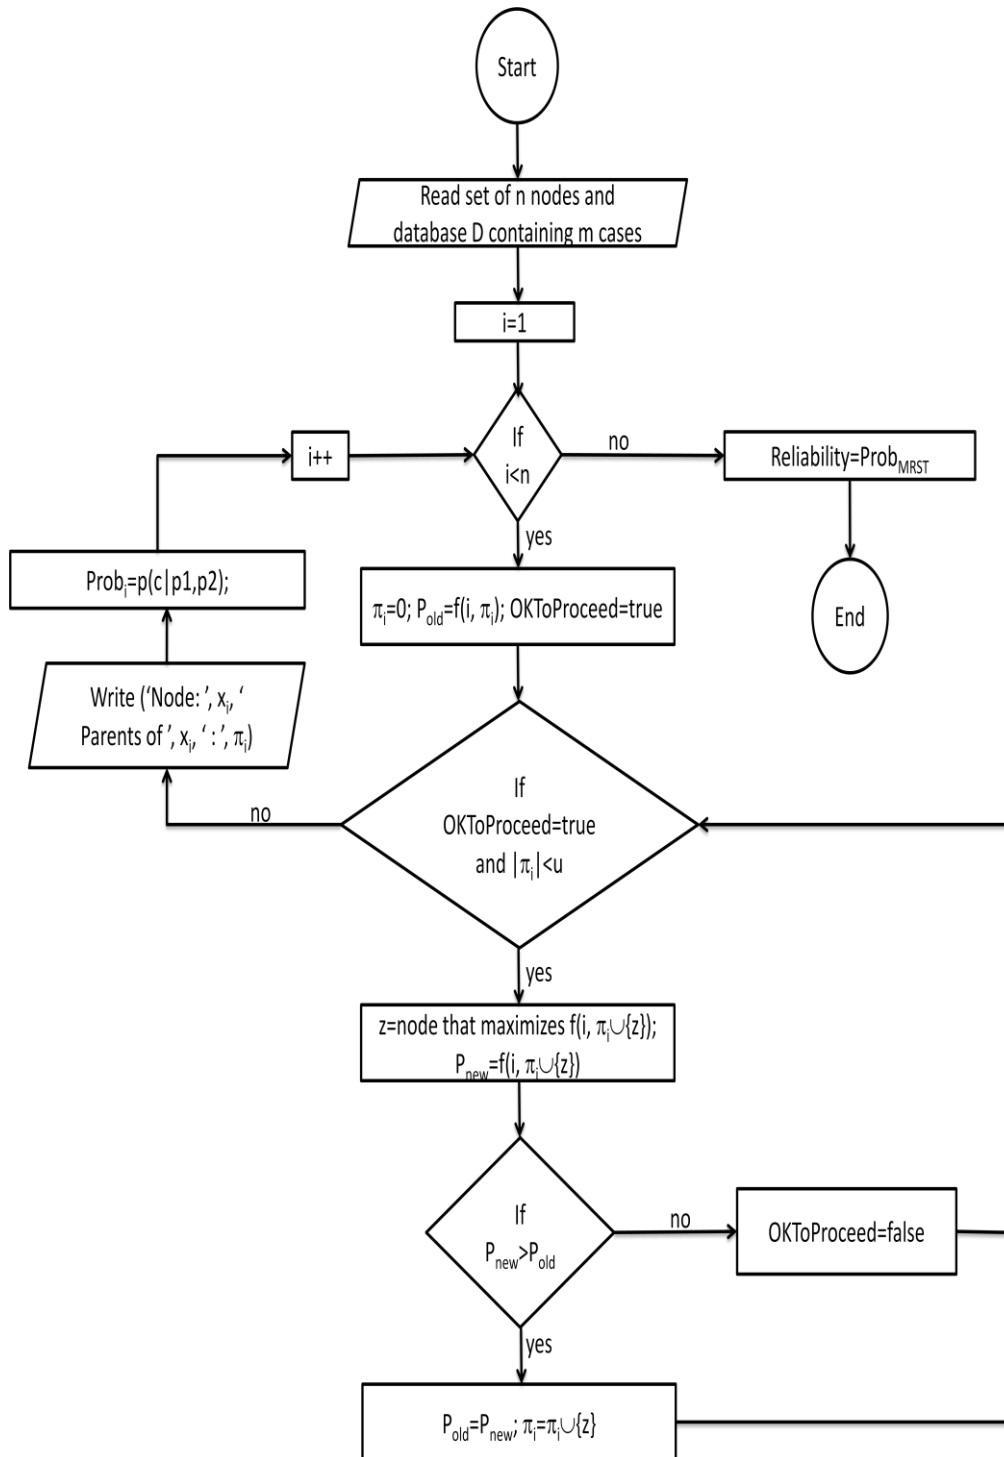 Start
Read set of n nodes and
database D containing m cases
i=1
If
i<n
no
yes
i++
Reliability=Prob_MRST
End
Prob_i=p(c|p1,p2);
π_i=0; P_old=f(i, π_i); OKToProceed=true
Write (‘Node: ’, x_i, ‘
Parents of ’, x_i, ‘ : ’, π_i)
If
OKToProceed=true
and |π_i|<u
no
yes
z=node that maximizes f(i, π_i∪{z});
P_new=f(i, π_i∪{z})
If
P_new>P_old
no
yes
OKToProceed=false
P_old=P_new; π_i=π_i∪{z}